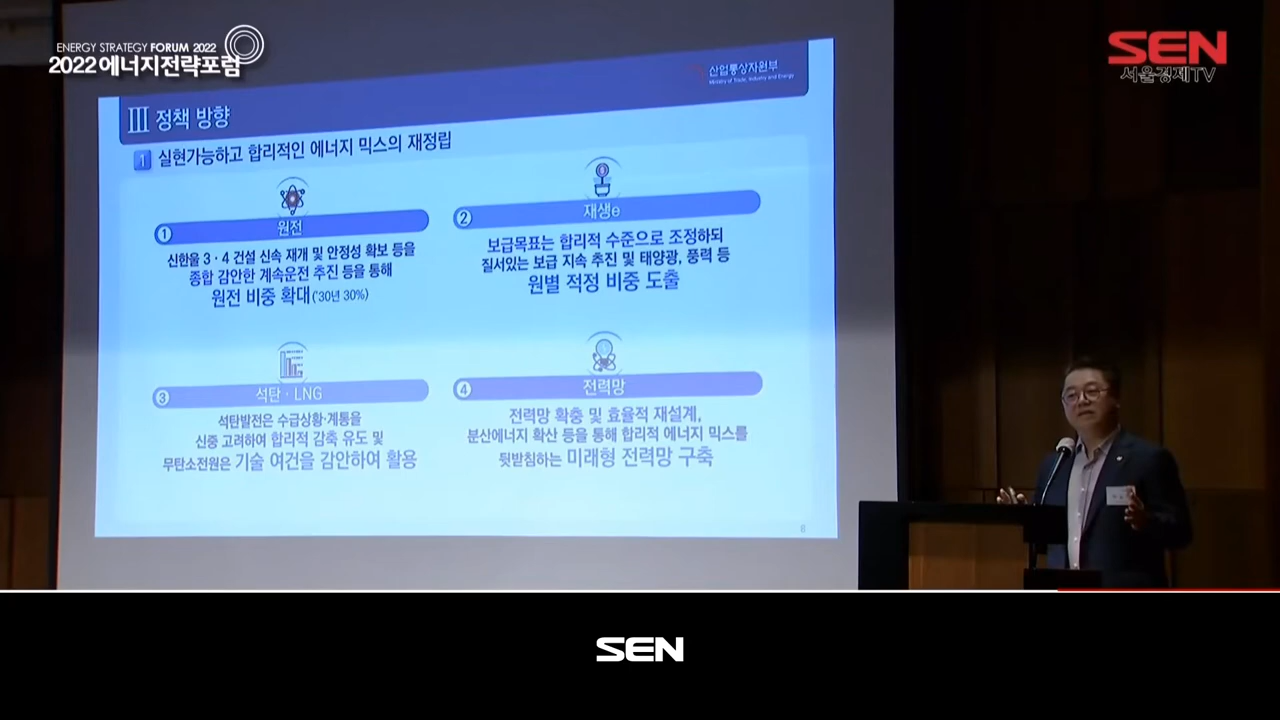 ENERGY STRATEGY FORUM 2022
2022에너지전략포럼
SEN
서울경제TV
산업통상자원부
Ministry of Trade, Industry and Energy
Ⅲ 정책 방향
1 실현가능하고 합리적인 에너지 믹스의 재정립
① 원전
신한울 3·4 건설 신속 재개 및 안정성 확보 등을
종합 감안한 계속운전 추진 등을 통해
원전 비중 확대('30년 30%)
② 재생e
보급목표는 합리적 수준으로 조정하되
질서있는 보급 지속 추진 및 태양광, 풍력 등
원별 적정 비중 도출
③ 석탄·LNG
석탄발전은 수급상황·계통을
신중 고려하여 합리적 감축 유도 및
무탄소전원은 기술 여건을 감안하여 활용
④ 전력망
전력망 확충 및 효율적 재설계,
분산에너지 확산 등을 통해 합리적 에너지 믹스를
뒷받침하는 미래형 전력망 구축
8
SEN